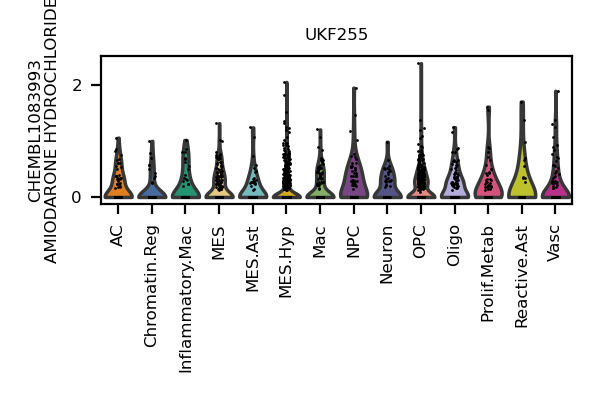 UKF255
CHEMBL1083993
AMIODARONE HYDROCHLORIDE
2
0
AC
Chromatin.Reg
Inflammatory.Mac
MES
MES.Ast
MES.Hyp
Mac
NPC
Neuron
OPC
Oligo
Prolif.Metab
Reactive.Ast
Vasc